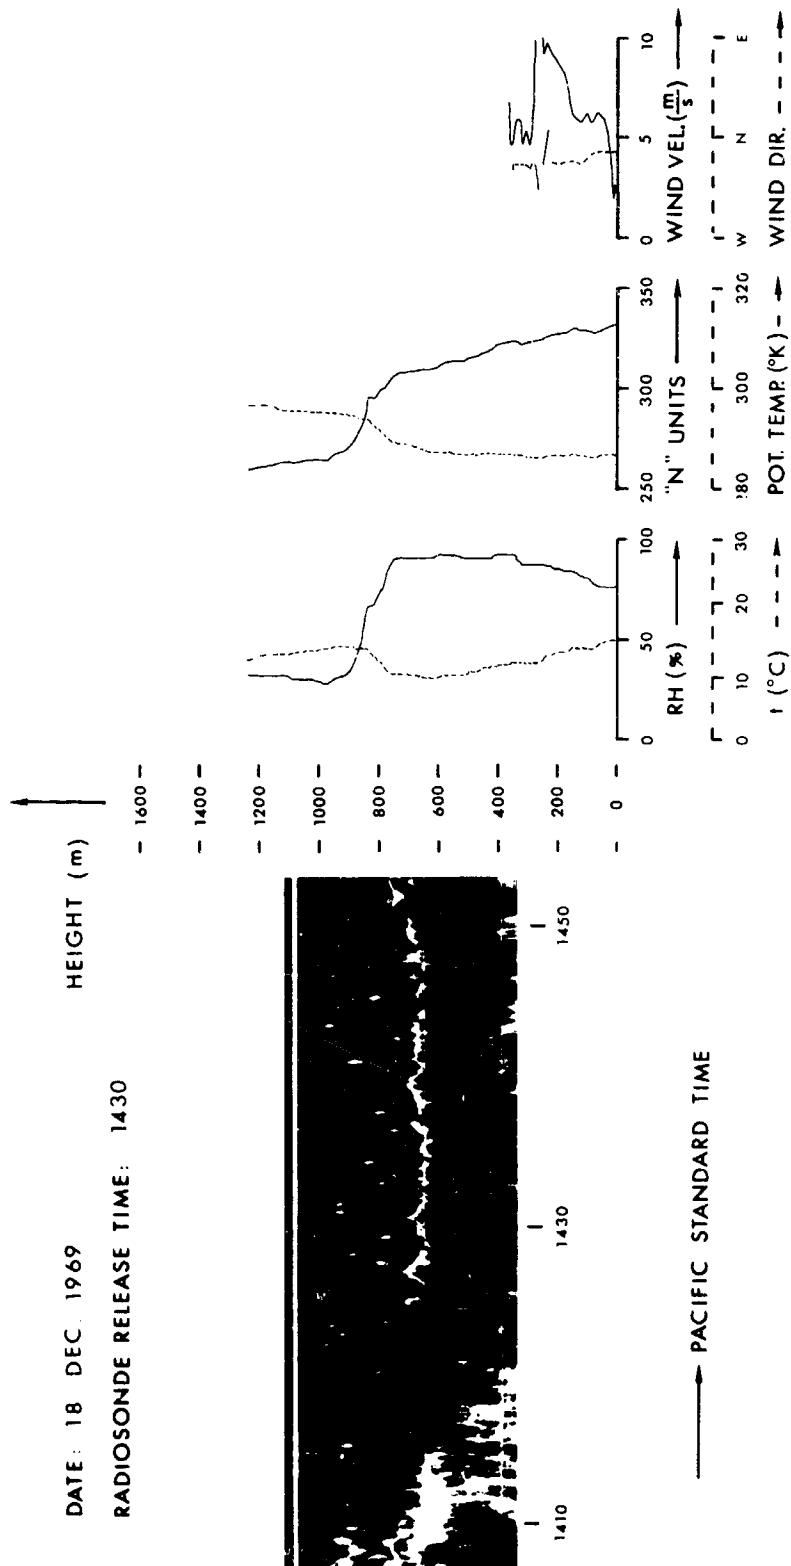 DATE: 18 DEC. 1969
RADIOSONDE RELEASE TIME: 1430
HEIGHT (m)
1600
1400
1200
1000
800
600
400
200
0
1410
1430
1450
PACIFIC STANDARD TIME
0
50
100
RH (%)
0
10
20
30
t (°C)
250
300
350
"N" UNITS
280
300
320
POT. TEMP. (°K)
0
5
10
WIND VEL. (m/s)
W
N
E
WIND DIR.